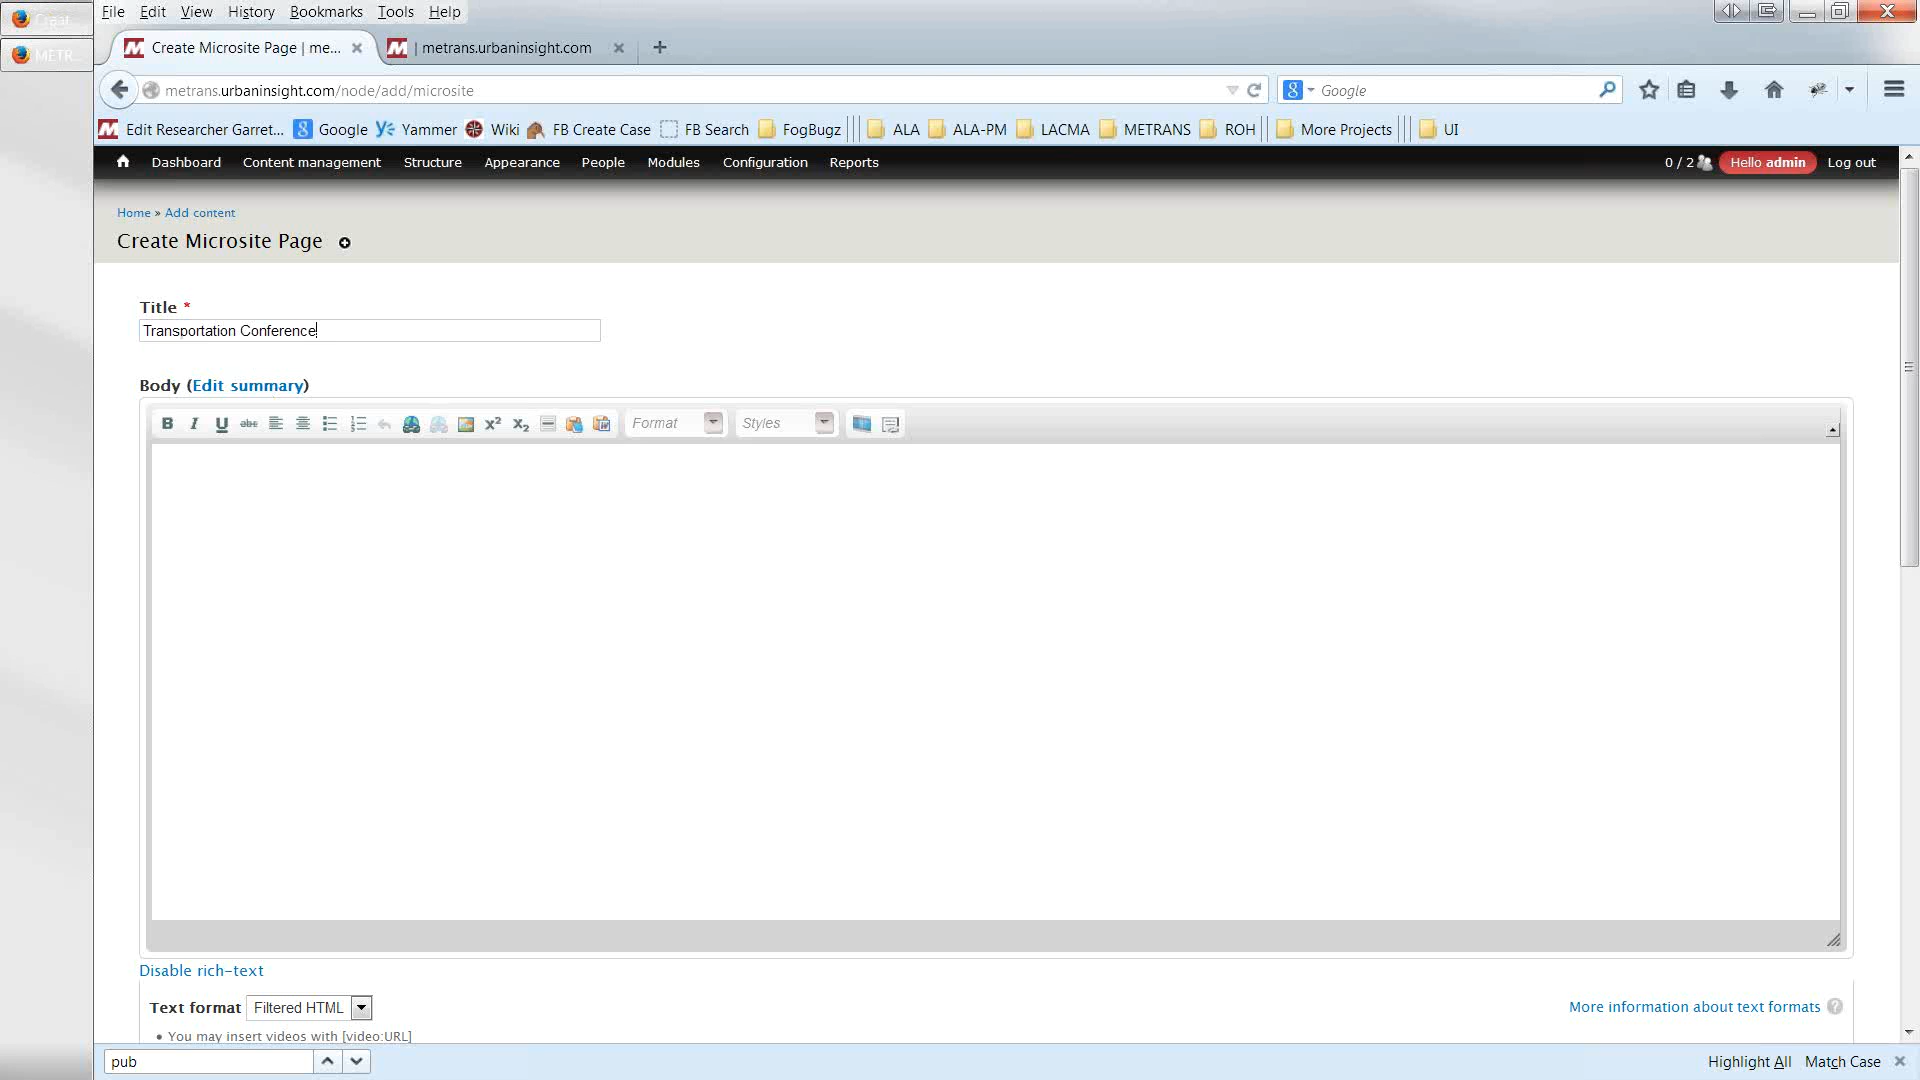 Creat
METR
File Edit View History Bookmarks Tools Help
Create Microsite Page | me... | metrans.urbaninsight.com
metrans.urbaninsight.com/node/add/microsite Google
Edit Researcher Garret... Google Yammer Wiki FB Create Case FB Search FogBugz ALA ALA-PM LACMA METRANS ROH More Projects UI
Dashboard Content management Structure Appearance People Modules Configuration Reports 0 / 2 Hello admin Log out
Home » Add content
Create Microsite Page
Title *
Transportation Conference
Body (Edit summary)
B I U abc x² x₂ Format Styles
Disable rich-text
Text format Filtered HTML More information about text formats ?
• You may insert videos with [video:URL]
pub Highlight All Match Case